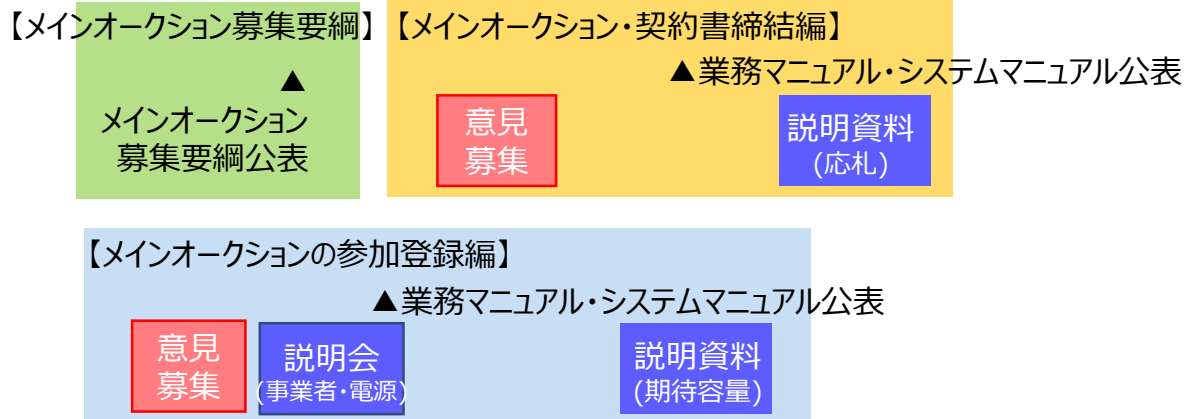 【メインオークション募集要綱】
▲
メインオークション
募集要綱公表
【メインオークション・契約書締結編】
▲業務マニュアル・システムマニュアル公表
意見
募集
説明資料
(応札)
【メインオークションの参加登録編】
▲業務マニュアル・システムマニュアル公表
意見
募集
説明会
(事業者・電源)
説明資料
(期待容量)